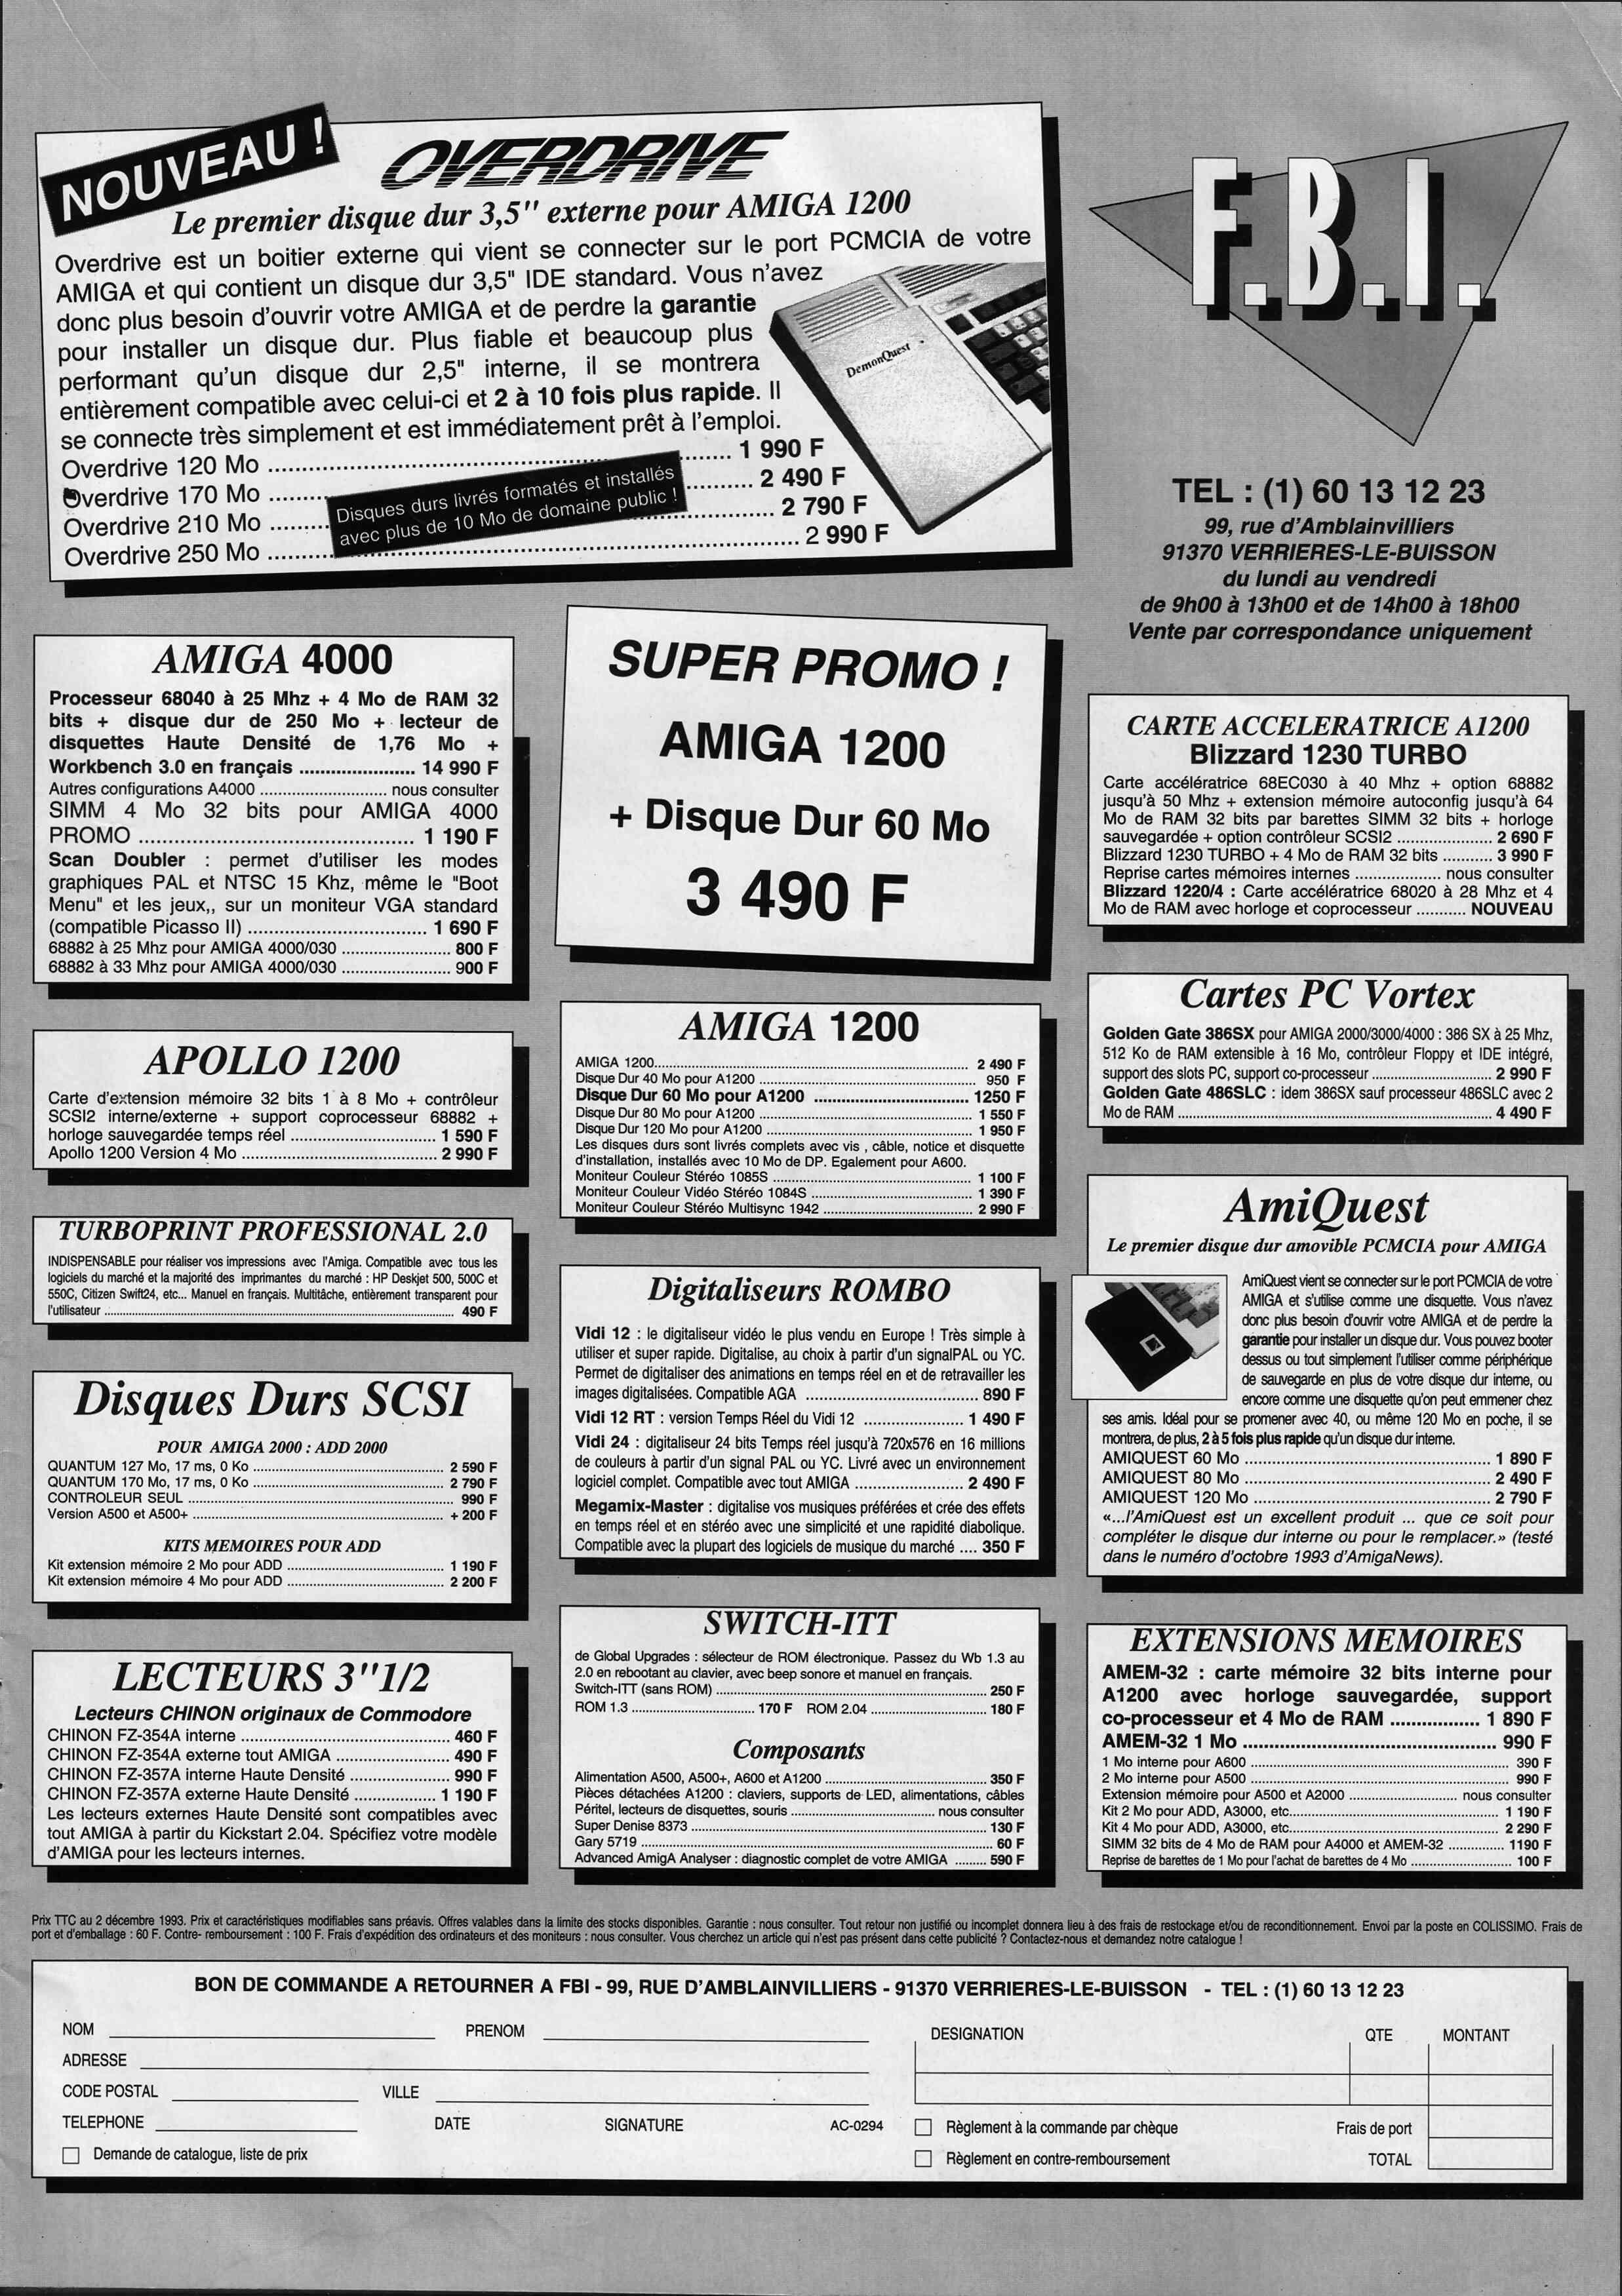 NOUVEAU !
OVERDRIVE
Le premier disque dur 3,5" externe pour AMIGA 1200
Overdrive est un boitier externe qui vient se connecter sur le port PCMCIA de votre
AMIGA et qui contient un disque dur 3,5" IDE standard. Vous n'avez
donc plus besoin d'ouvrir votre AMIGA et de perdre la garantie
pour installer un disque dur. Plus fiable et beaucoup plus
performant qu'un disque dur 2,5" interne, il se montrera
entièrement compatible avec celui-ci et 2 à 10 fois plus rapide. Il
se connecte très simplement et est immédiatement prêt à l'emploi.
Overdrive 120 Mo ........ 1 990 F
Overdrive 170 Mo ........ 2 490 F
Overdrive 210 Mo ........ 2 790 F
Overdrive 250 Mo ........ 2 990 F
Disques durs livrés formatés et installés
avec plus de 10 Mo de domaine public !
DemonQuest
F.B.I.
TEL : (1) 60 13 12 23
99, rue d'Amblainvilliers
91370 VERRIERES-LE-BUISSON
du lundi au vendredi
de 9h00 à 13h00 et de 14h00 à 18h00
Vente par correspondance uniquement
AMIGA 4000
Processeur 68040 à 25 Mhz + 4 Mo de RAM 32
bits + disque dur de 250 Mo + lecteur de
disquettes Haute Densité de 1,76 Mo +
Workbench 3.0 en français ........ 14 990 F
Autres configurations A4000 ........ nous consulter
SIMM 4 Mo 32 bits pour AMIGA 4000
PROMO ........ 1 190 F
Scan Doubler : permet d'utiliser les modes
graphiques PAL et NTSC 15 Khz, même le "Boot
Menu" et les jeux,, sur un moniteur VGA standard
(compatible Picasso II) ........ 1 690 F
68882 à 25 Mhz pour AMIGA 4000/030 ........ 800 F
68882 à 33 Mhz pour AMIGA 4000/030 ........ 900 F
APOLLO 1200
Carte d'extension mémoire 32 bits 1 à 8 Mo + contrôleur
SCSI2 interne/externe + support coprocesseur 68882 +
horloge sauvegardée temps réel ........ 1 590 F
Apollo 1200 Version 4 Mo ........ 2 990 F
TURBOPRINT PROFESSIONAL 2.0
INDISPENSABLE pour réaliser vos impressions avec l'Amiga. Compatible avec tous les
logiciels du marché et la majorité des imprimantes du marché : HP Deskjet 500, 500C et
550C, Citizen Swift24, etc... Manuel en français. Multitâche, entièrement transparent pour
l'utilisateur ........ 490 F
Disques Durs SCSI
POUR AMIGA 2000 : ADD 2000
QUANTUM 127 Mo, 17 ms, 0 Ko ........ 2 590 F
QUANTUM 170 Mo, 17 ms, 0 Ko ........ 2 790 F
CONTROLEUR SEUL ........ 990 F
Version A500 et A500+ ........ + 200 F
KITS MEMOIRES POUR ADD
Kit extension mémoire 2 Mo pour ADD ........ 1 190 F
Kit extension mémoire 4 Mo pour ADD ........ 2 200 F
LECTEURS 3"1/2
Lecteurs CHINON originaux de Commodore
CHINON FZ-354A interne ........ 460 F
CHINON FZ-354A externe tout AMIGA ........ 490 F
CHINON FZ-357A interne Haute Densité ........ 990 F
CHINON FZ-357A externe Haute Densité ........ 1 190 F
Les lecteurs externes Haute Densité sont compatibles avec
tout AMIGA à partir du Kickstart 2.04. Spécifiez votre modèle
d'AMIGA pour les lecteurs internes.
SUPER PROMO !
AMIGA 1200
+ Disque Dur 60 Mo
3 490 F
AMIGA 1200
AMIGA 1200 ........ 2 490 F
Disque Dur 40 Mo pour A1200 ........ 950 F
Disque Dur 60 Mo pour A1200 ........ 1250 F
Disque Dur 80 Mo pour A1200 ........ 1 550 F
Disque Dur 120 Mo pour A1200 ........ 1 950 F
Les disques durs sont livrés complets avec vis , câble, notice et disquette
d'installation, installés avec 10 Mo de DP. Egalement pour A600.
Moniteur Couleur Stéréo 1085S ........ 1 100 F
Moniteur Couleur Vidéo Stéréo 1084S ........ 1 390 F
Moniteur Couleur Stéréo Multisync 1942 ........ 2 990 F
Digitaliseurs ROMBO
Vidi 12 : le digitaliseur vidéo le plus vendu en Europe ! Très simple à
utiliser et super rapide. Digitalise, au choix à partir d'un signalPAL ou YC.
Permet de digitaliser des animations en temps réel en et de retravailler les
images digitalisées. Compatible AGA ........ 890 F
Vidi 12 RT : version Temps Réel du Vidi 12 ........ 1 490 F
Vidi 24 : digitaliseur 24 bits Temps réel jusqu'à 720x576 en 16 millions
de couleurs à partir d'un signal PAL ou YC. Livré avec un environnement
logiciel complet. Compatible avec tout AMIGA ........ 2 490 F
Megamix-Master : digitalise vos musiques préférées et crée des effets
en temps réel et en stéréo avec une simplicité et une rapidité diabolique.
Compatible avec la plupart des logiciels de musique du marché .... 350 F
SWITCH-ITT
de Global Upgrades : sélecteur de ROM électronique. Passez du Wb 1.3 au
2.0 en rebootant au clavier, avec beep sonore et manuel en français.
Switch-ITT (sans ROM) ........ 250 F
ROM 1.3 ........ 170 F ROM 2.04 ........ 180 F
Composants
Alimentation A500, A500+, A600 et A1200 ........ 350 F
Pièces détachées A1200 : claviers, supports de LED, alimentations, câbles
Péritel, lecteurs de disquettes, souris ........ nous consulter
Super Denise 8373 ........ 130 F
Gary 5719 ........ 60 F
Advanced AmigA Analyser : diagnostic complet de votre AMIGA ........ 590 F
CARTE ACCELERATRICE A1200
Blizzard 1230 TURBO
Carte accélératrice 68EC030 à 40 Mhz + option 68882
jusqu'à 50 Mhz + extension mémoire autoconfig jusqu'à 64
Mo de RAM 32 bits par barettes SIMM 32 bits + horloge
sauvegardée + option contrôleur SCSI2 ........ 2 690 F
Blizzard 1230 TURBO + 4 Mo de RAM 32 bits ........ 3 990 F
Reprise cartes mémoires internes ........ nous consulter
Blizzard 1220/4 : Carte accélératrice 68020 à 28 Mhz et 4
Mo de RAM avec horloge et coprocesseur ........ NOUVEAU
Cartes PC Vortex
Golden Gate 386SX pour AMIGA 2000/3000/4000 : 386 SX à 25 Mhz,
512 Ko de RAM extensible à 16 Mo, contrôleur Floppy et IDE intégré,
support des slots PC, support co-processeur ........ 2 990 F
Golden Gate 486SLC : idem 386SX sauf processeur 486SLC avec 2
Mo de RAM ........ 4 490 F
AmiQuest
Le premier disque dur amovible PCMCIA pour AMIGA
AmiQuest vient se connecter sur le port PCMCIA de votre
AMIGA et s'utilise comme une disquette. Vous n'avez
donc plus besoin d'ouvrir votre AMIGA et de perdre la
garantie pour installer un disque dur. Vous pouvez booter
dessus ou tout simplement l'utiliser comme périphérique
de sauvegarde en plus de votre disque dur interne, ou
encore comme une disquette qu'on peut emmener chez
ses amis. Idéal pour se promener avec 40, ou même 120 Mo en poche, il se
montrera, de plus, 2 à 5 fois plus rapide qu'un disque dur interne.
AMIQUEST 60 Mo ........ 1 890 F
AMIQUEST 80 Mo ........ 2 490 F
AMIQUEST 120 Mo ........ 2 790 F
«...l'AmiQuest est un excellent produit ... que ce soit pour
compléter le disque dur interne ou pour le remplacer.» (testé
dans le numéro d'octobre 1993 d'AmigaNews).
EXTENSIONS MEMOIRES
AMEM-32 : carte mémoire 32 bits interne pour
A1200 avec horloge sauvegardée, support
co-processeur et 4 Mo de RAM ........ 1 890 F
AMEM-32 1 Mo ........ 990 F
1 Mo interne pour A600 ........ 390 F
2 Mo interne pour A500 ........ 990 F
Extension mémoire pour A500 et A2000 ........ nous consulter
Kit 2 Mo pour ADD, A3000, etc ........ 1 190 F
Kit 4 Mo pour ADD, A3000, etc ........ 2 290 F
SIMM 32 bits de 4 Mo de RAM pour A4000 et AMEM-32 ........ 1190 F
Reprise de barettes de 1 Mo pour l'achat de barettes de 4 Mo ........ 100 F
Prix TTC au 2 décembre 1993. Prix et caractéristiques modifiables sans préavis. Offres valables dans la limite des stocks disponibles. Garantie : nous consulter. Tout retour non justifié ou incomplet donnera lieu à des frais de restockage et/ou de reconditionnement. Envoi par la poste en COLISSIMO. Frais de
port et d'emballage : 60 F. Contre- remboursement : 100 F. Frais d'expédition des ordinateurs et des moniteurs : nous consulter. Vous cherchez un article qui n'est pas présent dans cette publicité ? Contactez-nous et demandez notre catalogue !
BON DE COMMANDE A RETOURNER A FBI - 99, RUE D'AMBLAINVILLIERS - 91370 VERRIERES-LE-BUISSON - TEL : (1) 60 13 12 23
NOM PRENOM
ADRESSE
CODE POSTAL VILLE
TELEPHONE DATE SIGNATURE AC-0294
Demande de catalogue, liste de prix
DESIGNATION QTE MONTANT
Règlement à la commande par chèque Frais de port
Règlement en contre-remboursement TOTAL